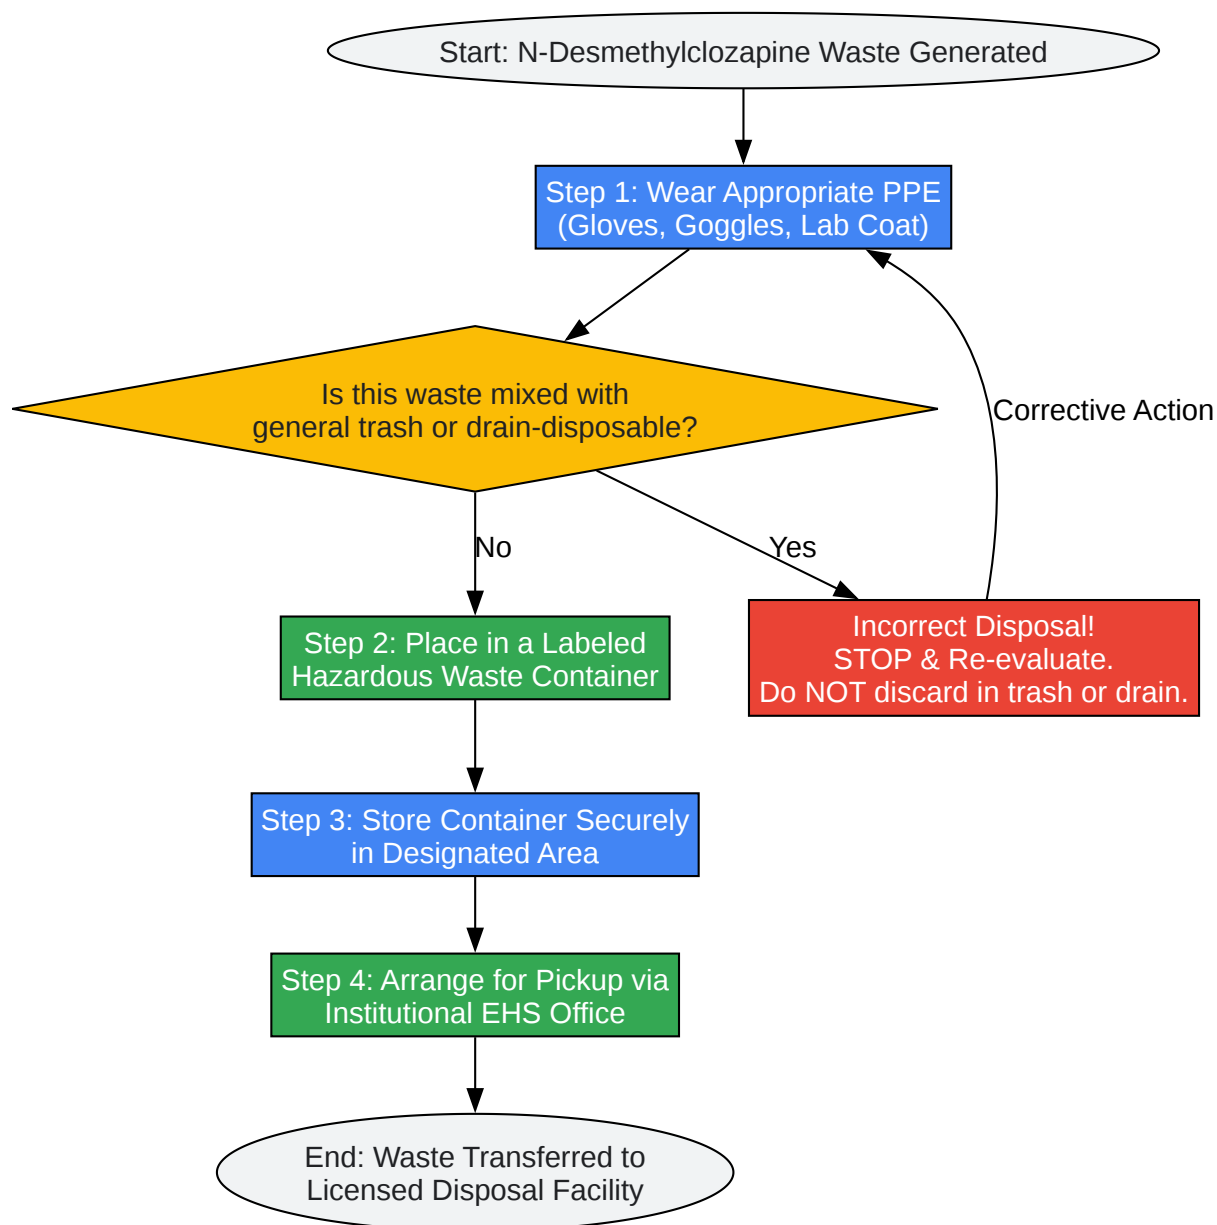 Start: N-Desmethylclozapine Waste Generated
Step 1: Wear Appropriate PPE
(Gloves, Goggles, Lab Coat)
Is this waste mixed with
general trash or drain-disposable?
Corrective Action
No
Yes
Step 2: Place in a Labeled
Hazardous Waste Container
Incorrect Disposal!
STOP & Re-evaluate.
Do NOT discard in trash or drain.
Step 3: Store Container Securely
in Designated Area
Step 4: Arrange for Pickup via
Institutional EHS Office
End: Waste Transferred to
Licensed Disposal Facility